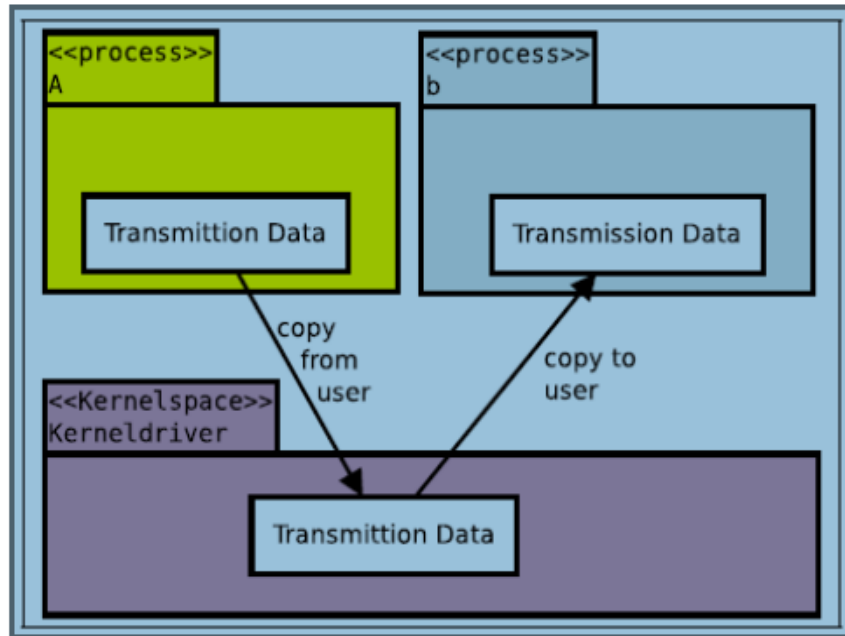 <<process>>
A
<<process>>
b
Transmittion Data
Transmission Data
copy
from
user
copy to
user
<<Kernelspace>>
Kerneldriver
Transmittion Data